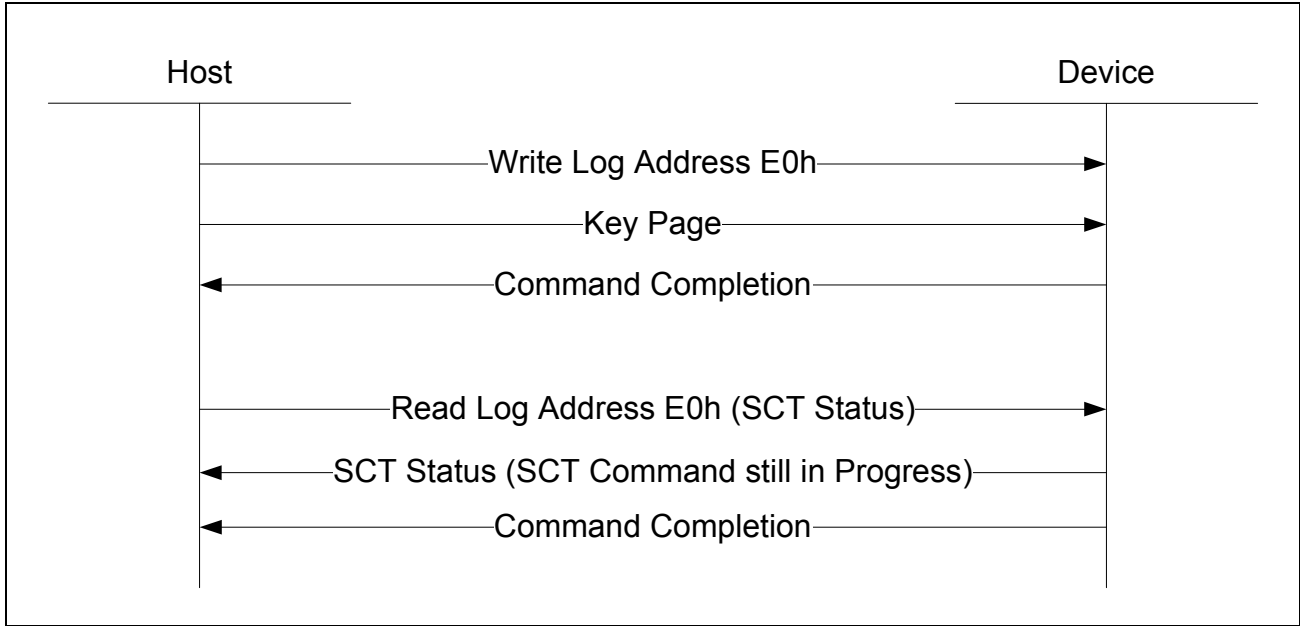 Host
Device
Write Log Address E0h
Key Page
Command Completion
Read Log Address E0h (SCT Status)
SCT Status (SCT Command still in Progress)
Command Completion